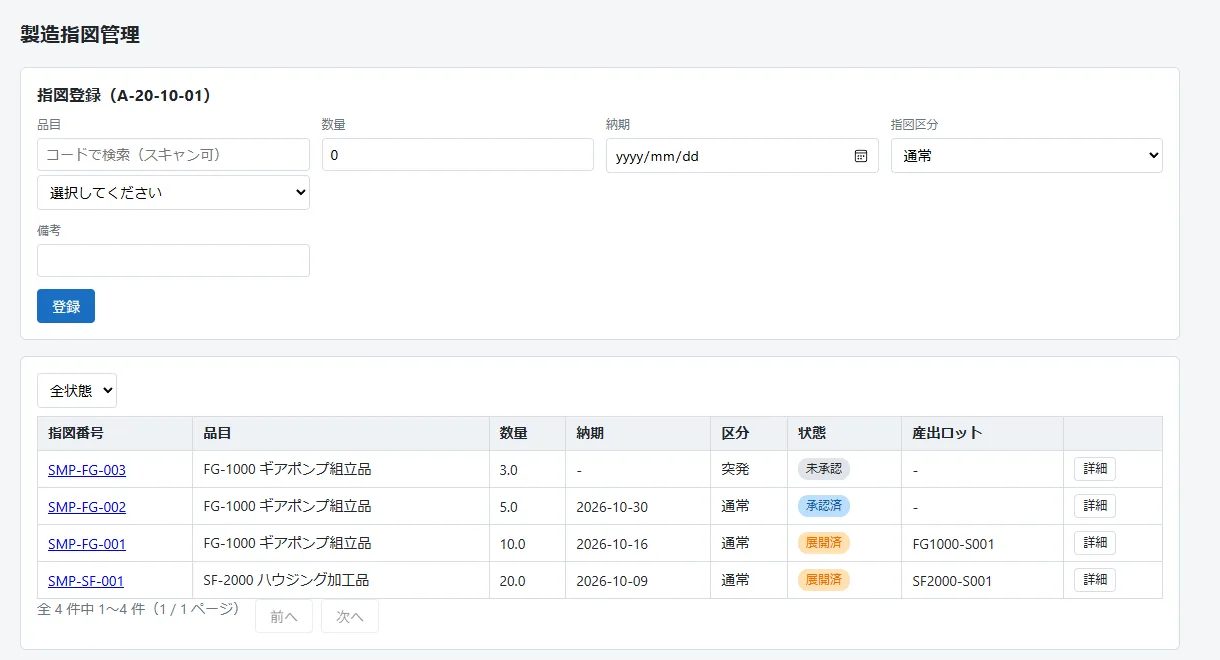 製造指図管理
指図登録（A-20-10-01）
品目 数量 納期 指図区分
コードで検索（スキャン可） 0 yyyy/mm/dd 通常
選択してください
備考
登録
全状態
指図番号 品目 数量 納期 区分 状態 産出ロット
SMP-FG-003 FG-1000 ギアポンプ組立品 3.0 - 突発 未承認 - 詳細
SMP-FG-002 FG-1000 ギアポンプ組立品 5.0 2026-10-30 通常 承認済 - 詳細
SMP-FG-001 FG-1000 ギアポンプ組立品 10.0 2026-10-16 通常 展開済 FG1000-S001 詳細
SMP-SF-001 SF-2000 ハウジング加工品 20.0 2026-10-09 通常 展開済 SF2000-S001 詳細
全 4 件中 1～4 件（1 / 1 ページ） 前へ 次へ